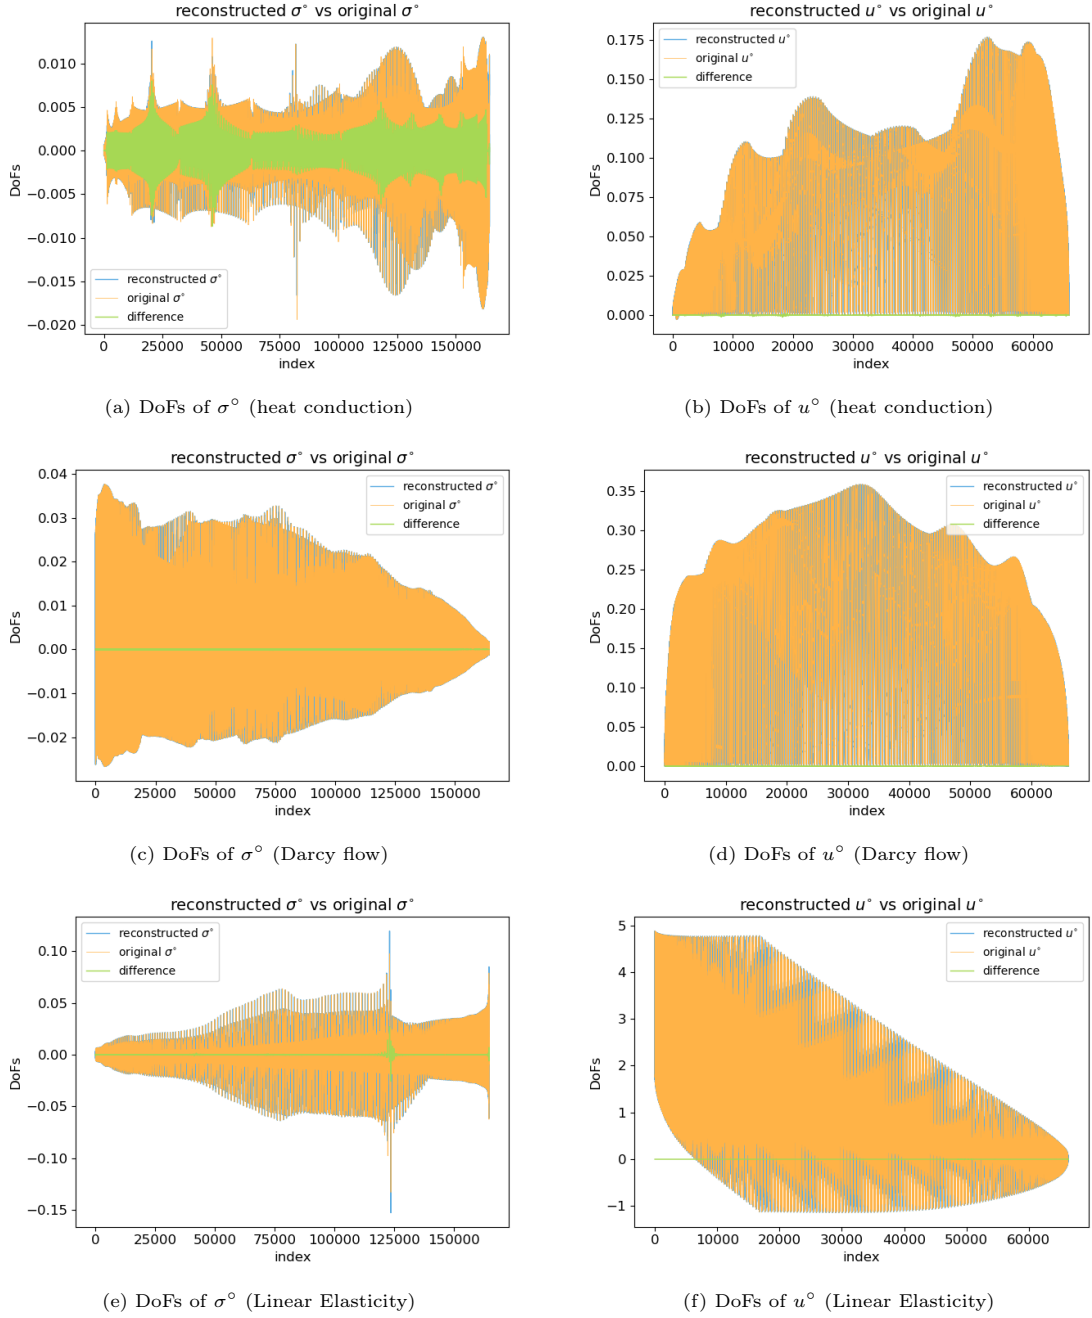 reconstructed σ° vs original σ°
0.010
0.005
0.000
−0.005
−0.010
−0.015
−0.020
DoFs
reconstructed σ°
original σ°
difference
0 25000 50000 75000 100000 125000 150000
index
(a) DoFs of σ° (heat conduction)
reconstructed u° vs original u°
0.175
0.150
0.125
0.100
0.075
0.050
0.025
0.000
DoFs
reconstructed u°
original u°
difference
0 10000 20000 30000 40000 50000 60000
index
(b) DoFs of u° (heat conduction)
reconstructed σ° vs original σ°
0.04
0.03
0.02
0.01
0.00
−0.01
−0.02
DoFs
reconstructed σ°
original σ°
difference
0 25000 50000 75000 100000 125000 150000
index
(c) DoFs of σ° (Darcy flow)
reconstructed u° vs original u°
0.35
0.30
0.25
0.20
0.15
0.10
0.05
0.00
DoFs
reconstructed u°
original u°
difference
0 10000 20000 30000 40000 50000 60000
index
(d) DoFs of u° (Darcy flow)
reconstructed σ° vs original σ°
0.10
0.05
0.00
−0.05
−0.10
−0.15
DoFs
reconstructed σ°
original σ°
difference
0 25000 50000 75000 100000 125000 150000
index
(e) DoFs of σ° (Linear Elasticity)
reconstructed u° vs original u°
5
4
3
2
1
0
−1
DoFs
reconstructed u°
original u°
difference
0 10000 20000 30000 40000 50000 60000
index
(f) DoFs of u° (Linear Elasticity)